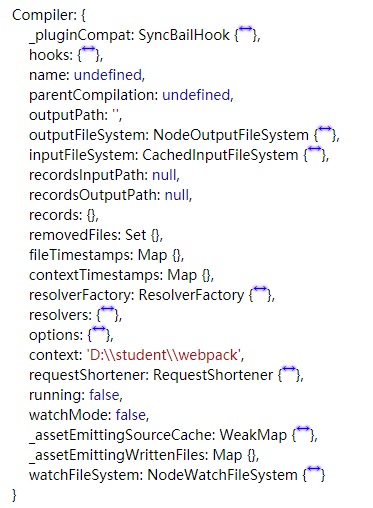 Compiler: {
_pluginCompat: SyncBailHook {↔},
hooks: {↔},
name: undefined,
parentCompilation: undefined,
outputPath: '',
outputFileSystem: NodeOutputFileSystem {↔},
inputFileSystem: CachedInputFileSystem {↔},
recordsInputPath: null,
recordsOutputPath: null,
records: {},
removedFiles: Set {},
fileTimestamps: Map {},
contextTimestamps: Map {},
resolverFactory: ResolverFactory {↔},
resolvers: {↔},
options: {↔},
context: 'D:\\student\\webpack',
requestShortener: RequestShortener {↔},
running: false,
watchMode: false,
_assetEmittingSourceCache: WeakMap {↔},
_assetEmittingWrittenFiles: Map {},
watchFileSystem: NodeWatchFileSystem {↔}
}